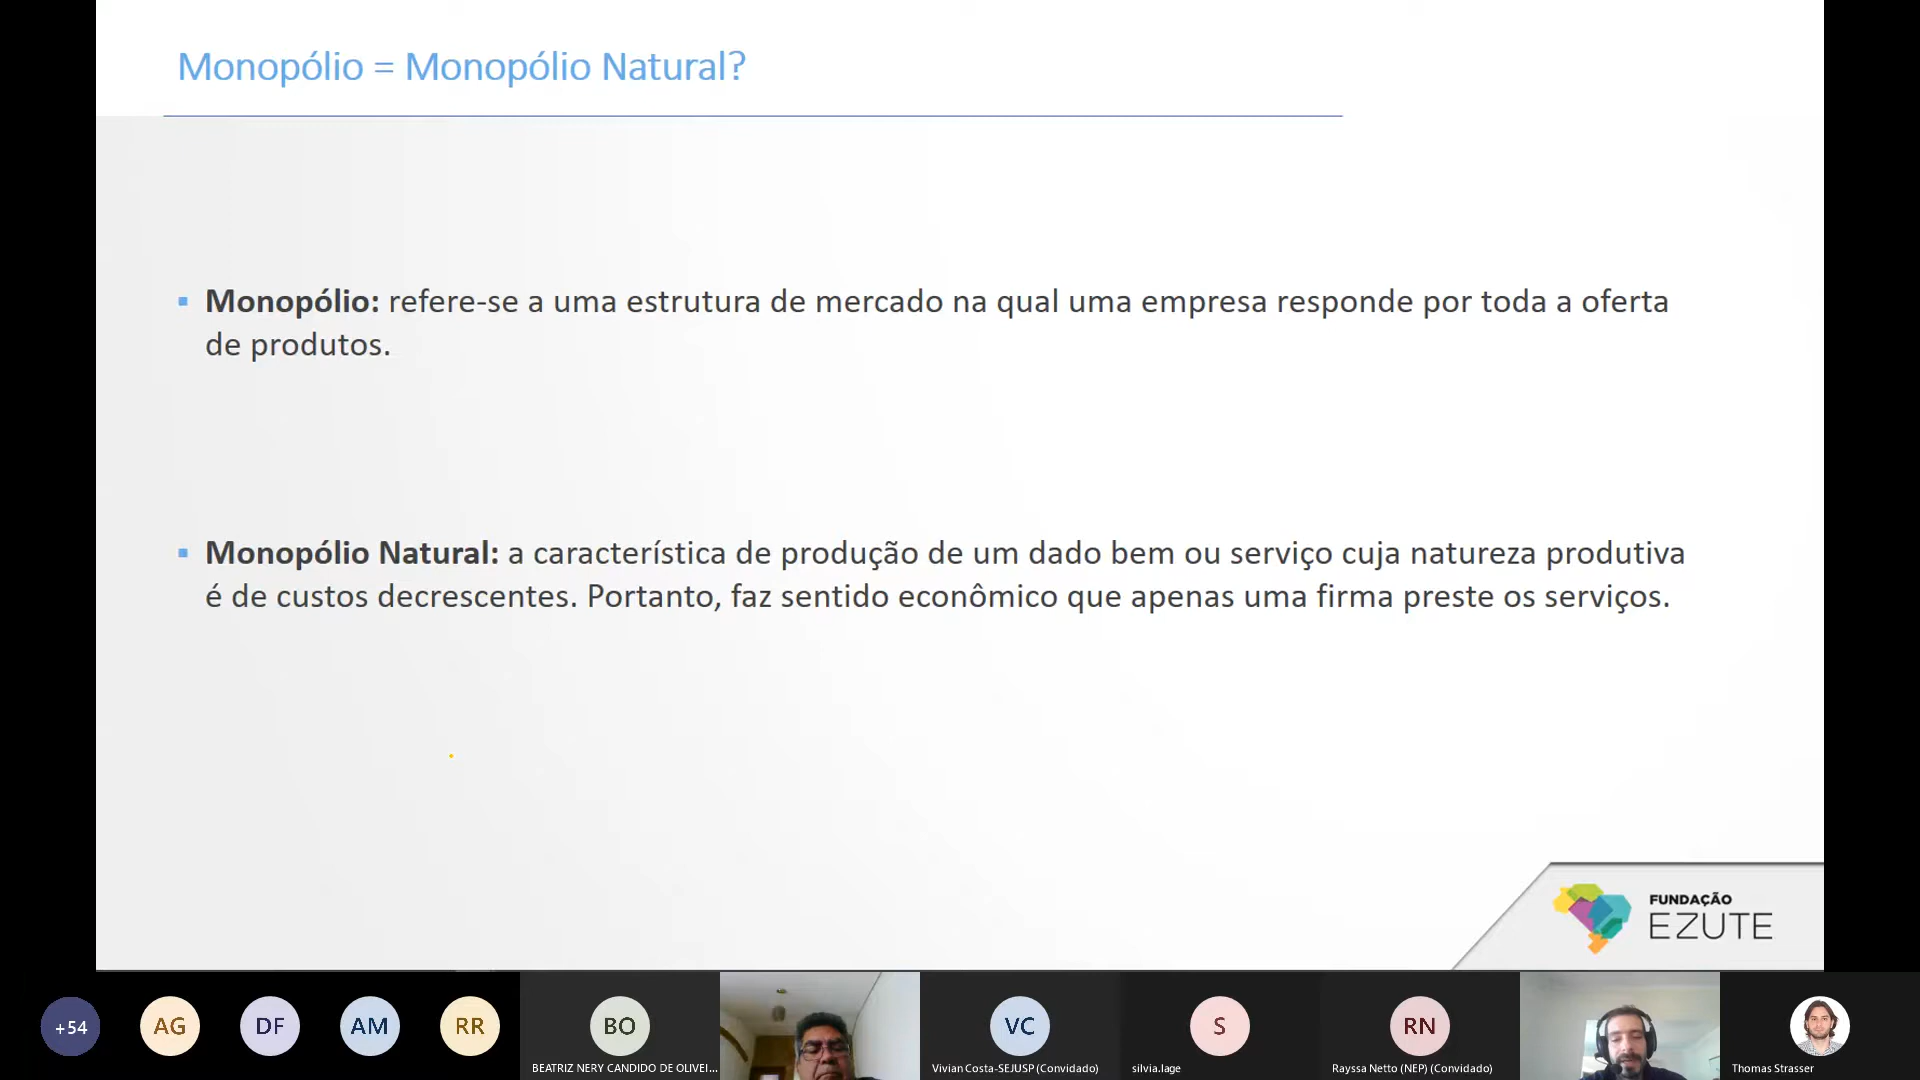 Monopólio = Monopólio Natural?
▪ Monopólio: refere-se a uma estrutura de mercado na qual uma empresa responde por toda a oferta
de produtos.
▪ Monopólio Natural: a característica de produção de um dado bem ou serviço cuja natureza produtiva
é de custos decrescentes. Portanto, faz sentido econômico que apenas uma firma preste os serviços.
FUNDAÇÃO
EZUTE
+54 AG DF AM RR BO VC S RN
BEATRIZ NERY CANDIDO DE OLIVEI... Vivian Costa-SEJUSP (Convidado) silvia.lage Rayssa Netto (NEP) (Convidado) Thomas Strasser